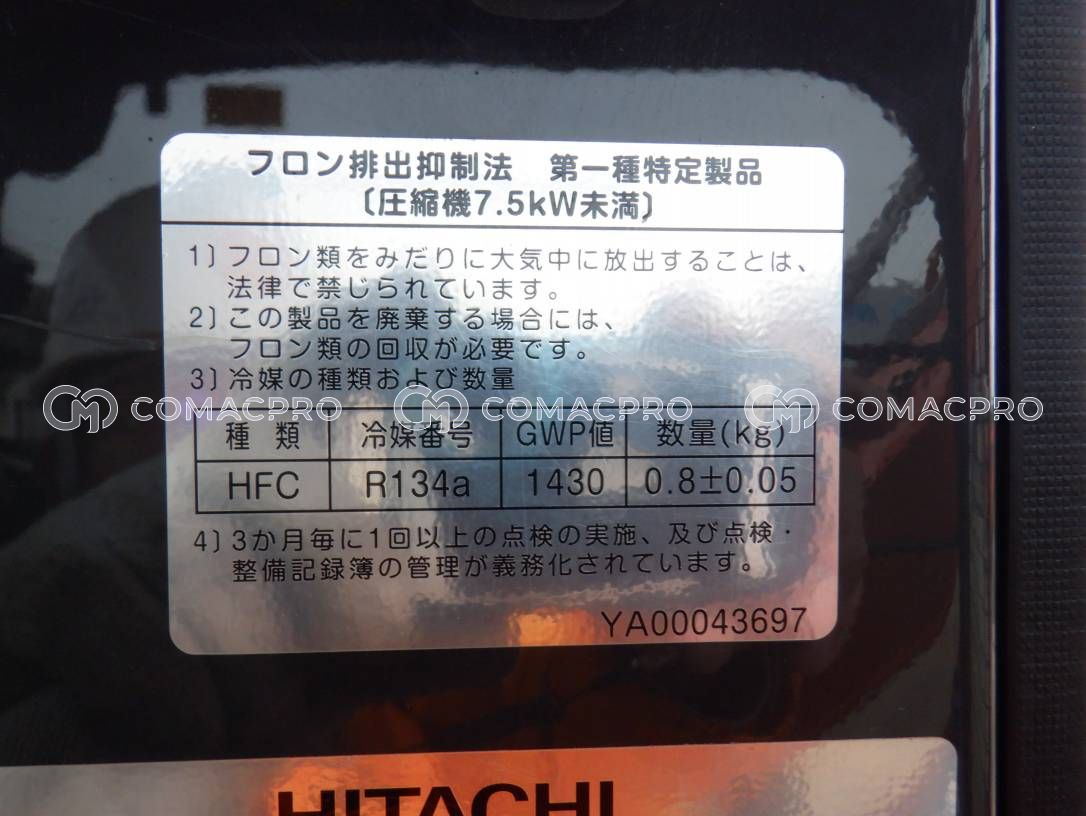 フロン排出抑制法　第一種特定製品
〔圧縮機7.5kW未満〕
1）フロン類をみだりに大気中に放出することは、
法律で禁じられています。
2）この製品を廃棄する場合には、
フロン類の回収が必要です。
3）冷媒の種類および数量
COMACPRO COMACPRO COMACPRO
種類 冷媒番号 GWP値 数量(kg)
HFC R134a 1430 0.8±0.05
4）3か月毎に1回以上の点検の実施、及び点検・
整備記録簿の管理が義務化されています。
YA00043697
HITACHI